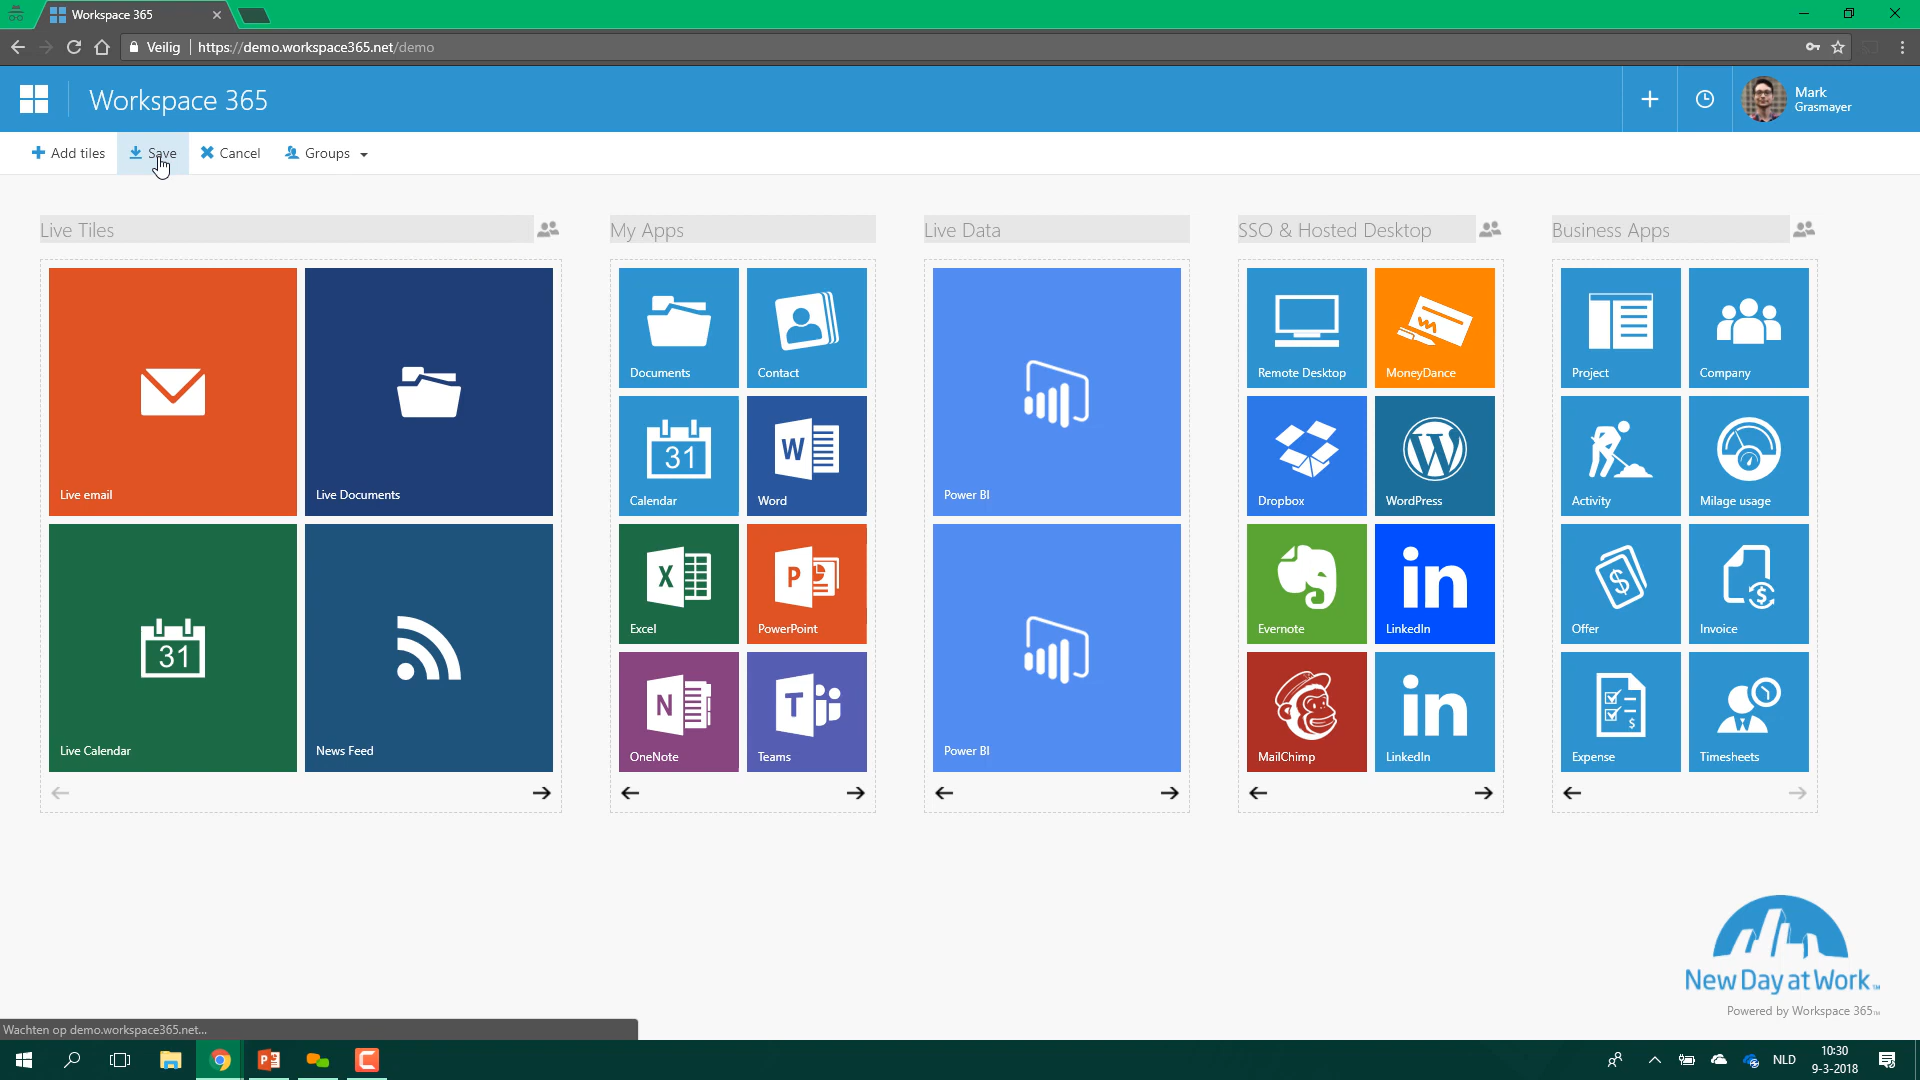 Workspace 365
Veilig
https://demo.workspace365.net/demo
Workspace 365
Mark
Grasmayer
Add tiles
Save
Cancel
Groups
Live Tiles
My Apps
Live Data
SSO & Hosted Desktop
Business Apps
Live email
Live Documents
31
Live Calendar
News Feed
Documents
Contact
31
Calendar
W
Word
X
Excel
P
PowerPoint
N
OneNote
T
Teams
Power BI
Power BI
Remote Desktop
MoneyDance
Dropbox
WordPress
Evernote
in
LinkedIn
MailChimp
in
LinkedIn
Project
Company
Activity
Milage usage
$
Offer
$
Invoice
$
Expense
Timesheets
New Day at Work™
Powered by Workspace 365™
Wachten op demo.workspace365.net...
NLD
10:30
9-3-2018